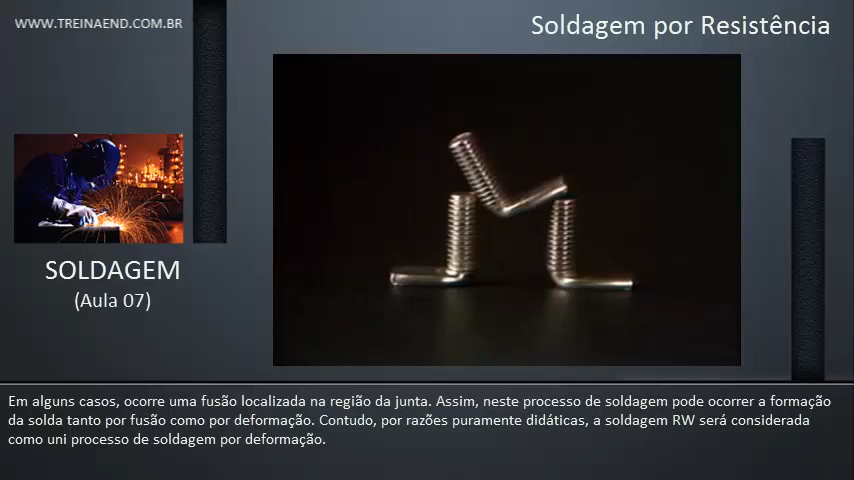 WWW.TREINAEND.COM.BR
Soldagem por Resistência
SOLDAGEM
(Aula 07)
Em alguns casos, ocorre uma fusão localizada na região da junta. Assim, neste processo de soldagem pode ocorrer a formação
da solda tanto por fusão como por deformação. Contudo, por razões puramente didáticas, a soldagem RW será considerada
como uni processo de soldagem por deformação.